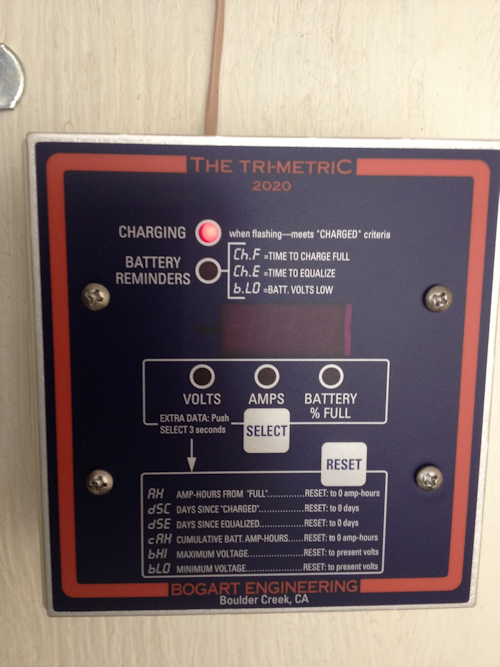 THE TRI-METRIC
2020
CHARGING when flashing—meets "CHARGED" criteria
BATTERY REMINDERS
Ch.F =TIME TO CHARGE FULL
Ch.E =TIME TO EQUALIZE
b.LO =BATT. VOLTS LOW
VOLTS AMPS BATTERY % FULL
EXTRA DATA: Push
SELECT 3 seconds
SELECT
RESET
AH AMP-HOURS FROM "FULL"...............RESET: to 0 amp-hours
dSC DAYS SINCE "CHARGED"................RESET: to 0 days
dSE DAYS SINCE EQUALIZED................RESET: to 0 days
cAH CUMULATIVE BATT. AMP-HOURS.....RESET: to 0 amp-hours
bHI MAXIMUM VOLTAGE....................RESET: to present volts
bLO MINIMUM VOLTAGE.....................RESET: to present volts
BOGART ENGINEERING
Boulder Creek, CA